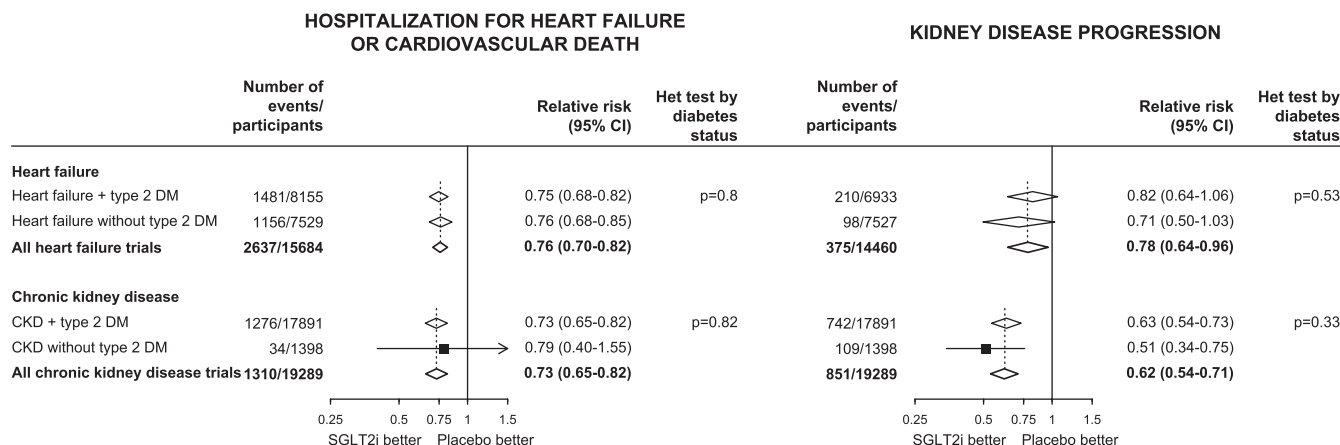 HOSPITALIZATION FOR HEART FAILURE
OR CARDIOVASCULAR DEATH
KIDNEY DISEASE PROGRESSION
Number of
events/
participants
Relative risk
(95% CI)
Het test by
diabetes
status
Number of
events/
participants
Relative risk
(95% CI)
Het test by
diabetes
status
Heart failure
Heart failure + type 2 DM 1481/8155 0.75 (0.68-0.82) p=0.8 210/6933 0.82 (0.64-1.06) p=0.53
Heart failure without type 2 DM 1156/7529 0.76 (0.68-0.85) 98/7527 0.71 (0.50-1.03)
All heart failure trials 2637/15684 0.76 (0.70-0.82) 375/14460 0.78 (0.64-0.96)
Chronic kidney disease
CKD + type 2 DM 1276/17891 0.73 (0.65-0.82) p=0.82 742/17891 0.63 (0.54-0.73) p=0.33
CKD without type 2 DM 34/1398 0.79 (0.40-1.55) 109/1398 0.51 (0.34-0.75)
All chronic kidney disease trials 1310/19289 0.73 (0.65-0.82) 851/19289 0.62 (0.54-0.71)
0.25 0.5 0.75 1 1.5 0.25 0.5 0.75 1 1.5
SGLT2i better Placebo better SGLT2i better Placebo better